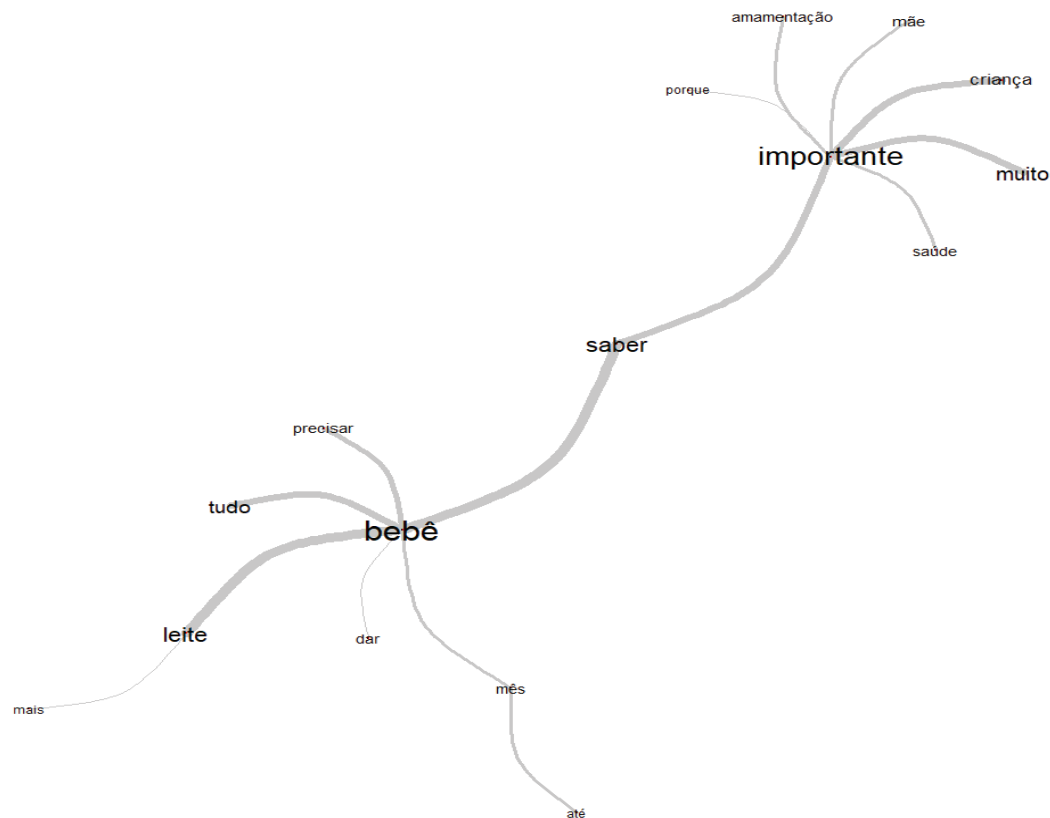 amamentação
mãe
criança
porque
importante
muito
saúde
saber
precisar
tudo
bebê
leite
dar
mês
mais
até